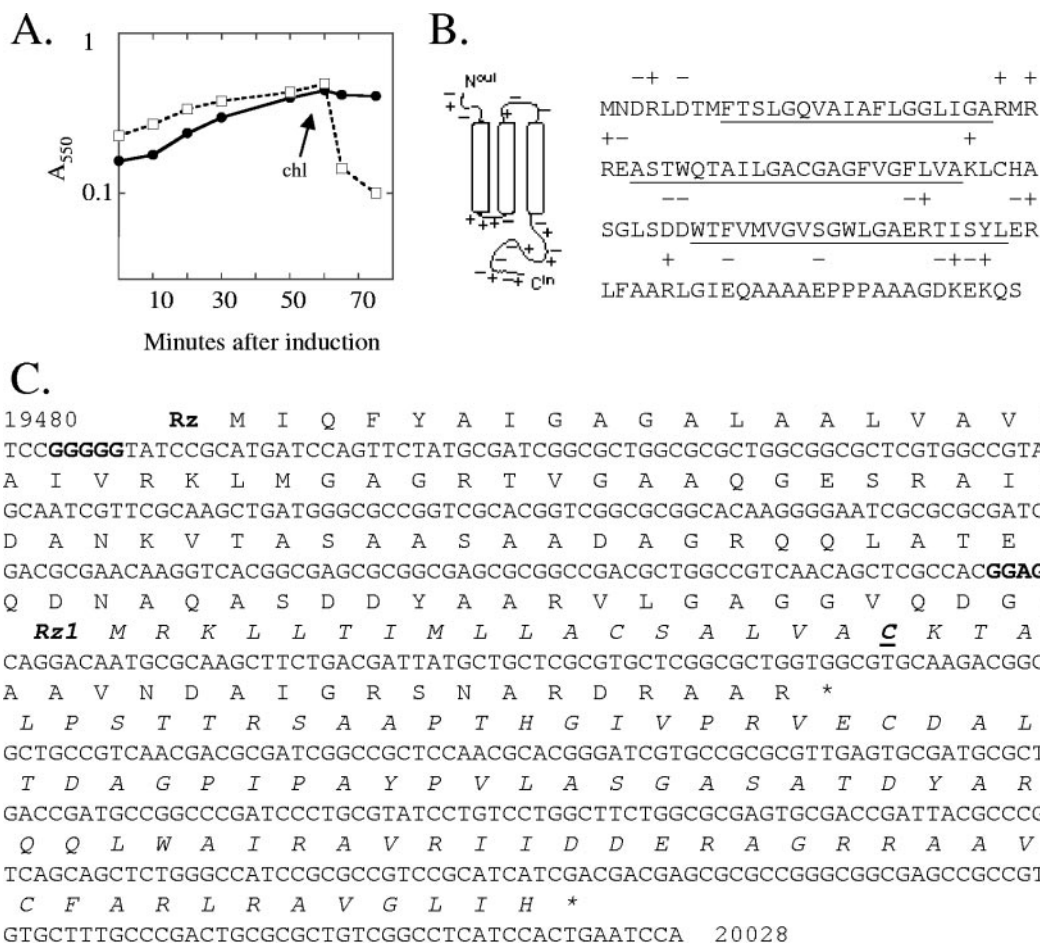 A.
1
0.1
A550
chl
10
30
50
70
Minutes after induction
B.
Nout
Cin
−+ −− + +
MNDRLDTMFTSLGQVAIAFLGGLIGARMR
+− +
REASTWQTAILGACGAGFVGFLVAKLCHA
−− −+ −+
SGLSDDWTFVMVGVSGWLGAERTISYLER
+ − − −+−+
LFAARLGIEQAAAAEPPPAAAGDKEKQS
C.
19480 Rz M I Q F Y A I G A G A L A A L V A V
TCCGGGGGTATCCGCATGATCCAGTTCTATGCGATCGGCGCTGGCGCGCTGGCGGCGCTCGTGGCCGTA
A I V R K L M G A G R T V G A A Q G E S R A I
GCAATCGTTCGCAAGCTGATGGGCGCCGGTCGCACGGTCGGCGCGGCACAAGGGGAATCGCGCGCGATC
D A N K V T A S A A S A A D A G R Q Q L A T E
GACGCGAACAAGGTCACGGCGAGCGCGGCGAGCGCGGCCGACGCTGGCCGTCAACAGCTCGCCACGGAG
Q D N A Q A S D D Y A A R V L G A G G V Q D G
Rz1 M R K L L T I M L L A C S A L V A C K T A
CAGGACAATGCGCAAGCTTCTGACGATTATGCTGCTCGCGTGCTCGGCGCTGGTGGCGTGCAAGACGGC
A A V N D A I G R S N A R D R A A R *
L P S T T R S A A P T H G I V P R V E C D A L
GCTGCCGTCAACGACGCGATCGGCCGCTCCAACGCACGGGATCGTGCCGCGCGTTGAGTGCGATGCGCT
T D A G P I P A Y P V L A S G A S A T D Y A R
GACCGATGCCGGCCCGATCCCTGCGTATCCTGTCCTGGCTTCTGGCGCGAGTGCGACCGATTACGCCCG
Q Q L W A I R A V R I I D D E R A G R R A A V
TCAGCAGCTCTGGGCCATCCGCGCCGTCCGCATCATCGACGACGAGCGCGCCGGGCGGCGAGCCGCCGT
C F A R L R A V G L I H *
GTGCTTTGCCCGACTGCGCGCTGTCGGCCTCATCCACTGAATCCA 20028